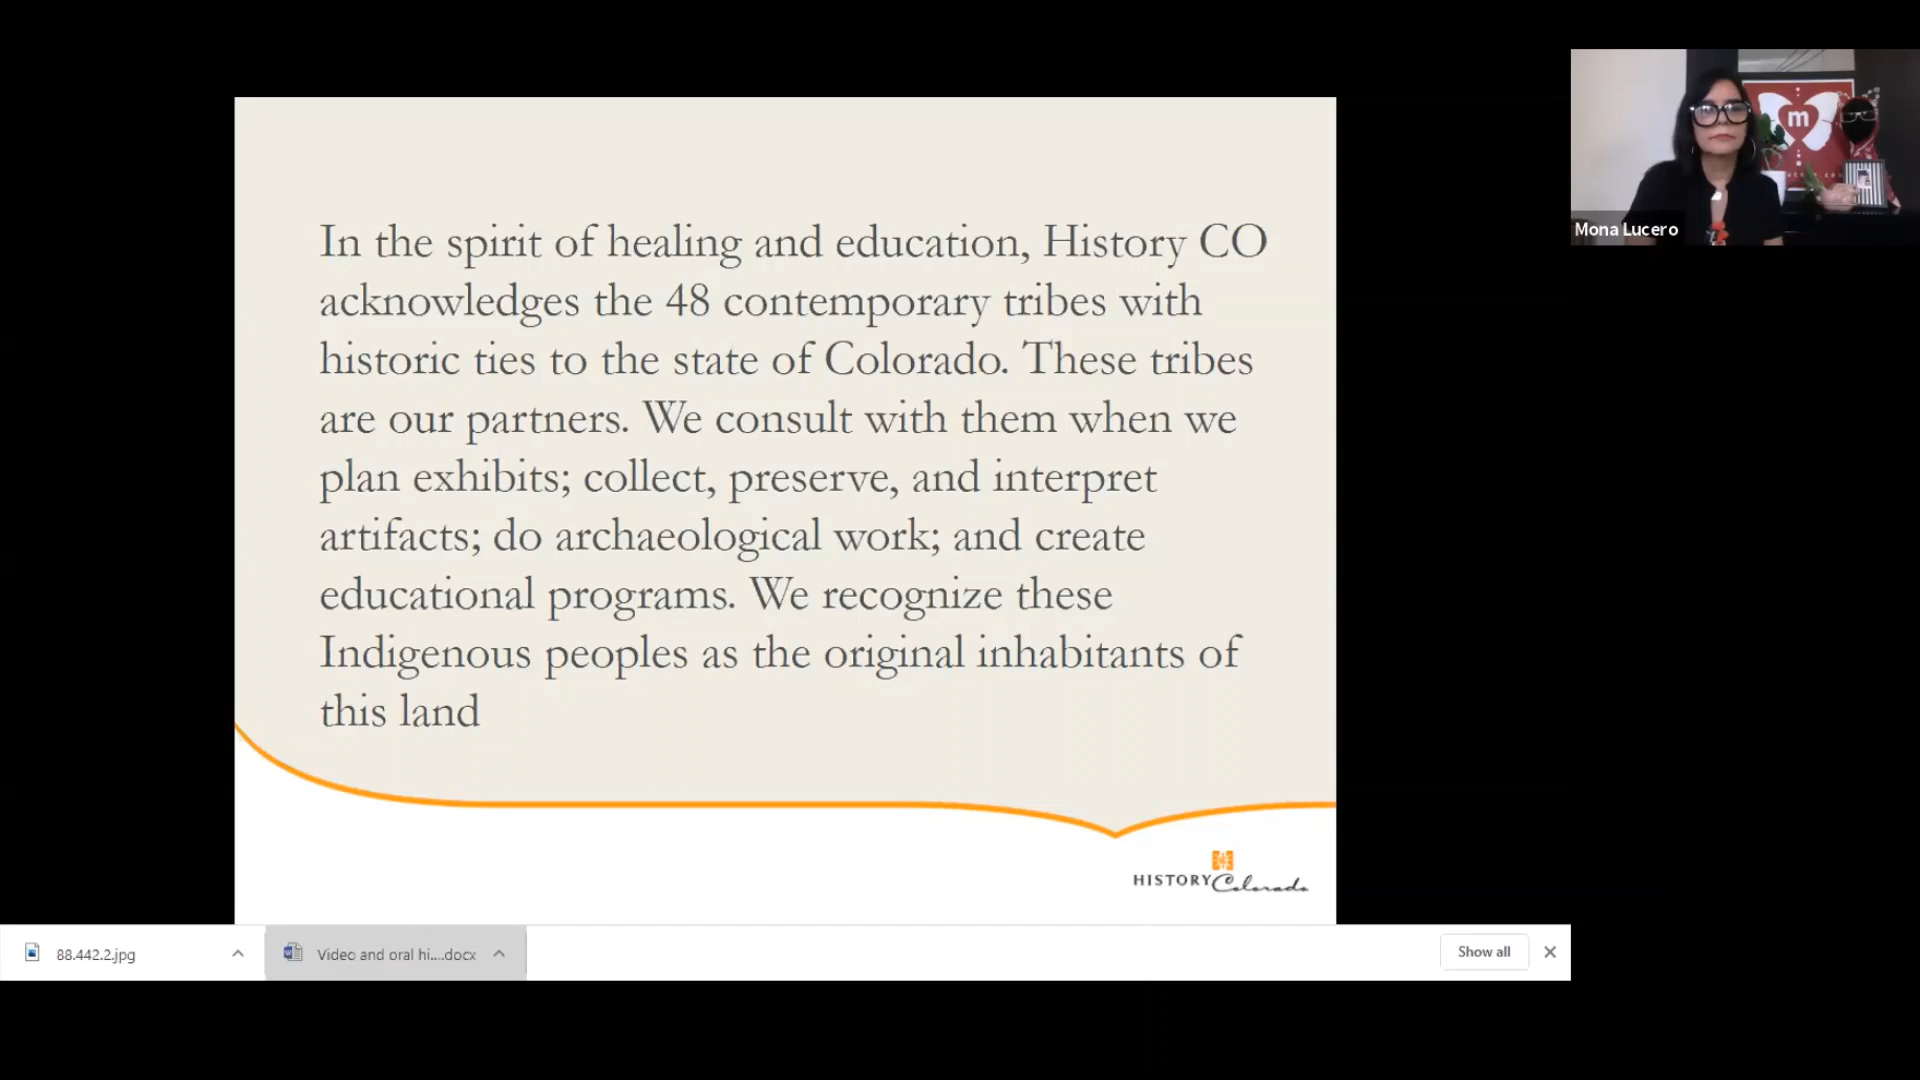 In the spirit of healing and education, History CO
acknowledges the 48 contemporary tribes with
historic ties to the state of Colorado. These tribes
are our partners. We consult with them when we
plan exhibits; collect, preserve, and interpret
artifacts; do archaeological work; and create
educational programs. We recognize these
Indigenous peoples as the original inhabitants of
this land
HISTORY Colorado
m
Mona Lucero
88.442.2.jpg
Video and oral hi....docx
Show all